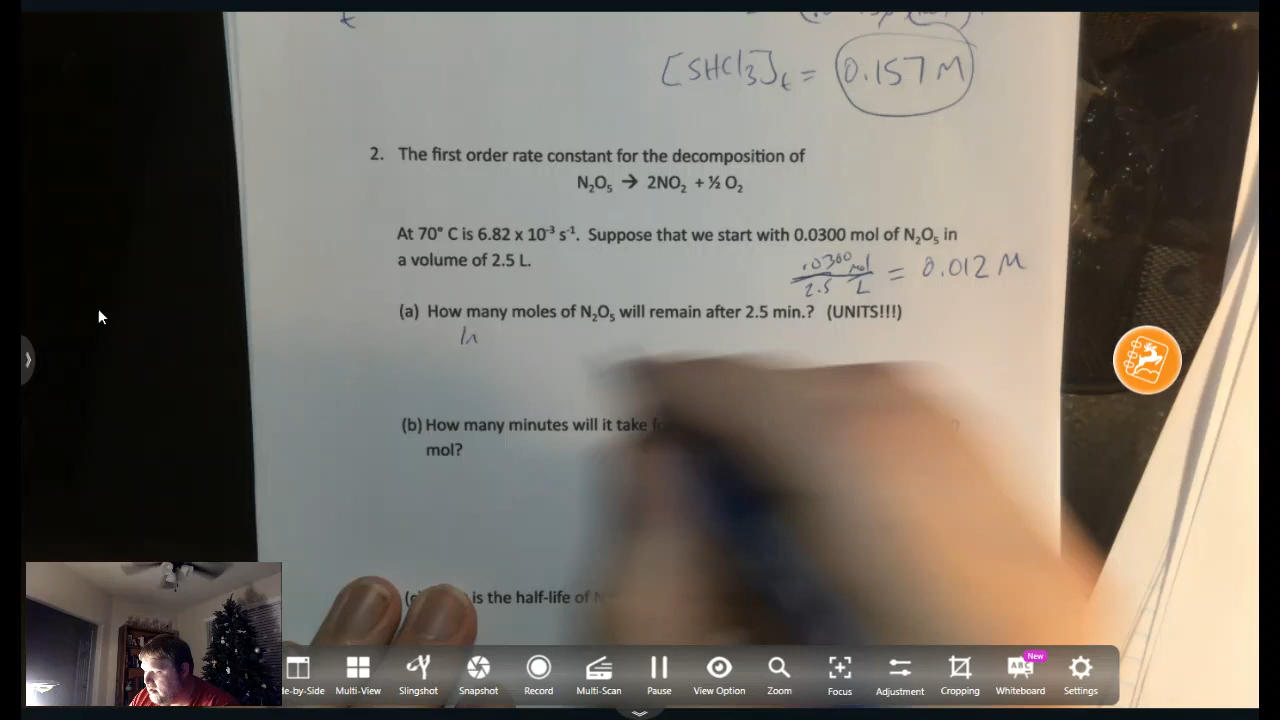 [SHCl3]t = 0.157 M
2. The first order rate constant for the decomposition of
N₂O₅ → 2NO₂ + ½ O₂
At 70° C is 6.82 x 10⁻³ s⁻¹. Suppose that we start with 0.0300 mol of N₂O₅ in
a volume of 2.5 L.
.0300 mol / 2.5 L = 0.012 M
(a) How many moles of N₂O₅ will remain after 2.5 min.? (UNITS!!!)
ln
(b) How many minutes will it take
mol?
is the half-life of
New
de-by-Side Multi-View Slingshot Snapshot Record Multi-Scan Pause View Option Zoom Focus Adjustment Cropping Whiteboard Settings